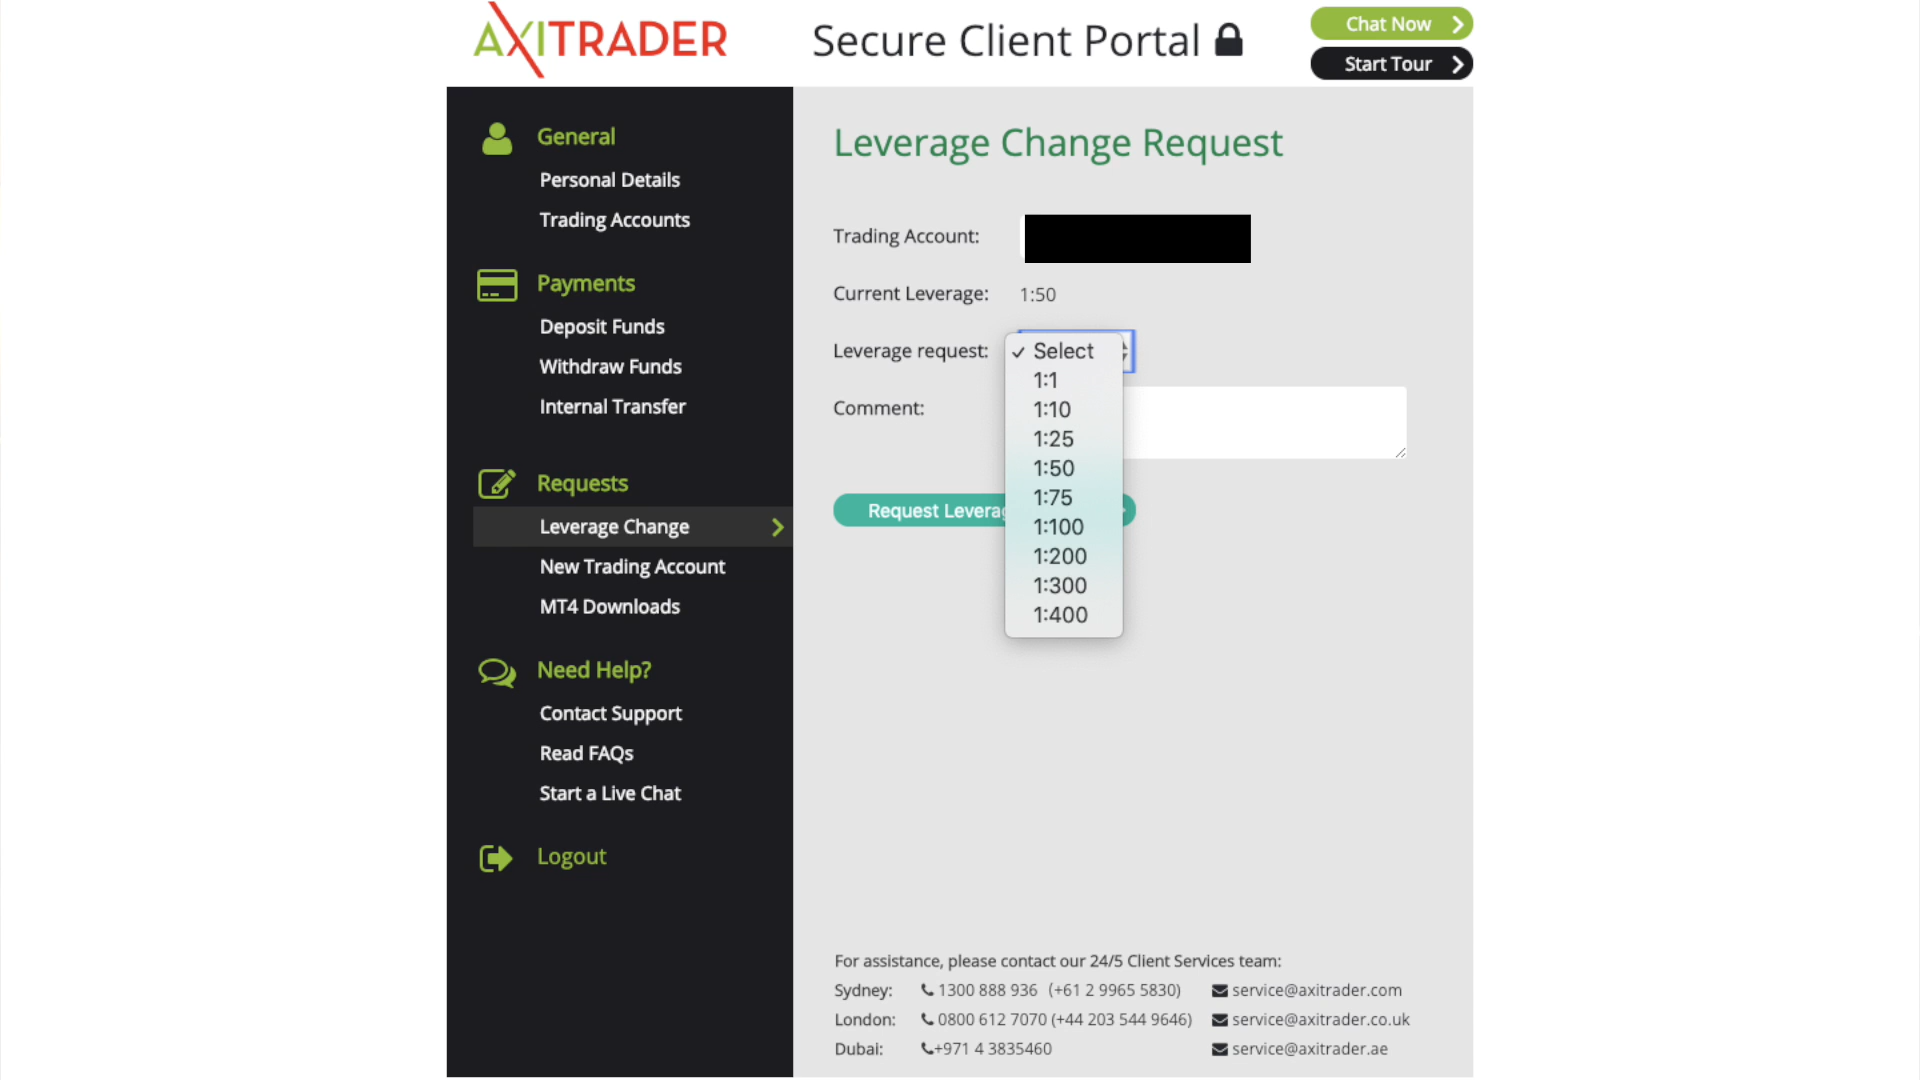 AXITRADER
Secure Client Portal
Chat Now
Start Tour
General
Personal Details
Trading Accounts
Payments
Deposit Funds
Withdraw Funds
Internal Transfer
Requests
Leverage Change
New Trading Account
MT4 Downloads
Need Help?
Contact Support
Read FAQs
Start a Live Chat
Logout
Leverage Change Request
Trading Account:
Current Leverage: 1:50
Leverage request:
✓ Select
1:1
1:10
1:25
1:50
1:75
1:100
1:200
1:300
1:400
Comment:
Request
For assistance, please contact our 24/5 Client Services team:
Sydney: 1300 888 936 (+61 2 9965 5830) service@axitrader.com
London: 0800 612 7070 (+44 203 544 9646) service@axitrader.co.uk
Dubai: +971 4 3835460 service@axitrader.ae